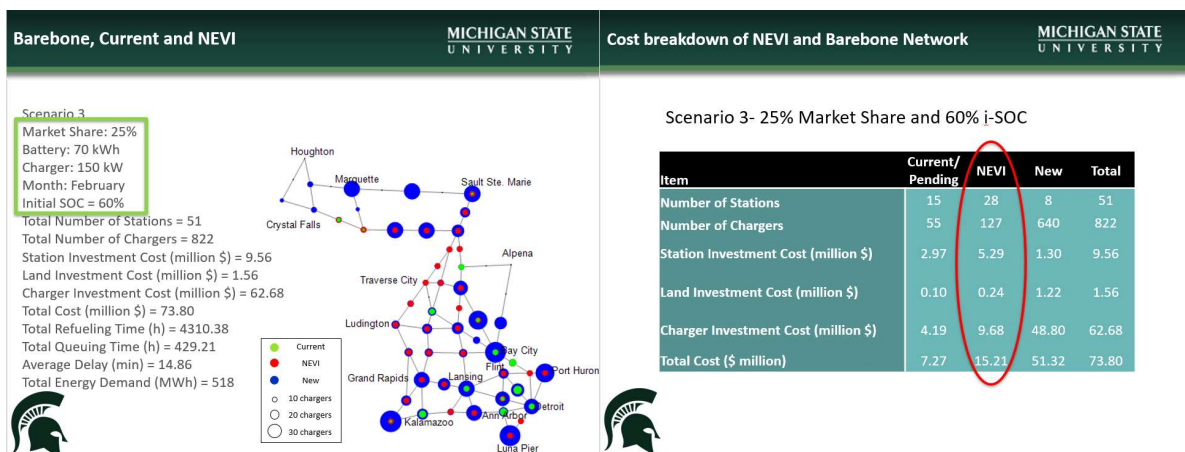 Barebone, Current and NEVI
MICHIGAN STATE
UNIVERSITY
Scenario 3
Market Share: 25%
Battery: 70 kWh
Charger: 150 kW
Month: February
Initial SOC = 60%
Total Number of Stations = 51
Total Number of Chargers = 822
Station Investment Cost (million $) = 9.56
Land Investment Cost (million $) = 1.56
Charger Investment Cost (million $) = 62.68
Total Cost (million $) = 73.80
Total Refueling Time (h) = 4310.38
Total Queuing Time (h) = 429.21
Average Delay (min) = 14.86
Total Energy Demand (MWh) = 518
Houghton
Marquette
Sault Ste. Marie
Crystal Falls
Alpena
Traverse City
Ludington
Bay City
Flint
Port Huron
Grand Rapids
Lansing
Detroit
Ann Arbor
Kalamazoo
Luna Pier
Current
NEVI
New
10 chargers
20 chargers
30 chargers
Cost breakdown of NEVI and Barebone Network
MICHIGAN STATE
UNIVERSITY
Scenario 3- 25% Market Share and 60% i-SOC
Item Current/ Pending NEVI New Total
Number of Stations 15 28 8 51
Number of Chargers 55 127 640 822
Station Investment Cost (million $) 2.97 5.29 1.30 9.56
Land Investment Cost (million $) 0.10 0.24 1.22 1.56
Charger Investment Cost (million $) 4.19 9.68 48.80 62.68
Total Cost ($ million) 7.27 15.21 51.32 73.80